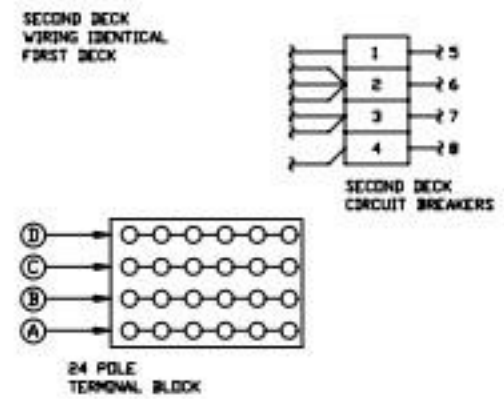 SECOND DECK
WIRING IDENTICAL
FIRST DECK
1 5
2 6
3 7
4 8
SECOND DECK
CIRCUIT BREAKERS
D
C
B
A
24 POLE
TERMINAL BLOCK